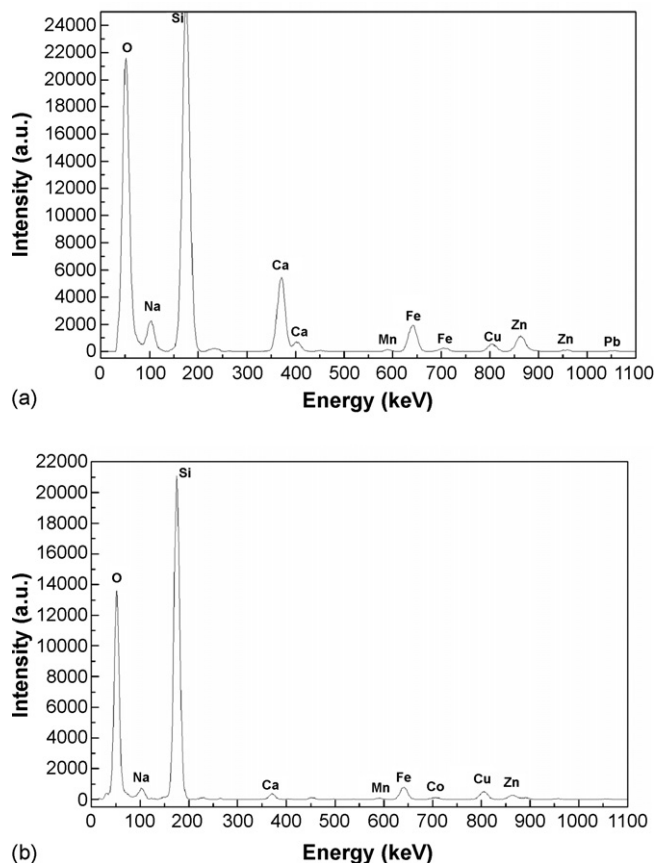 24000
Si
22000
O
20000
18000
16000
14000
12000
10000
8000
6000
Ca
4000
Na
Fe
2000
Zn
Ca
Mn
Fe
Cu
Zn
Pb
0
0 100 200 300 400 500 600 700 800 900 1000 1100
Intensity (a.u.)
(a)
Energy (keV)
22000
Si
20000
18000
16000
14000
O
12000
10000
8000
6000
4000
2000
Na
Ca
Mn
Fe
Co
Cu
Zn
0
0 100 200 300 400 500 600 700 800 900 1000 1100
Intensity (a.u.)
(b)
Energy (keV)